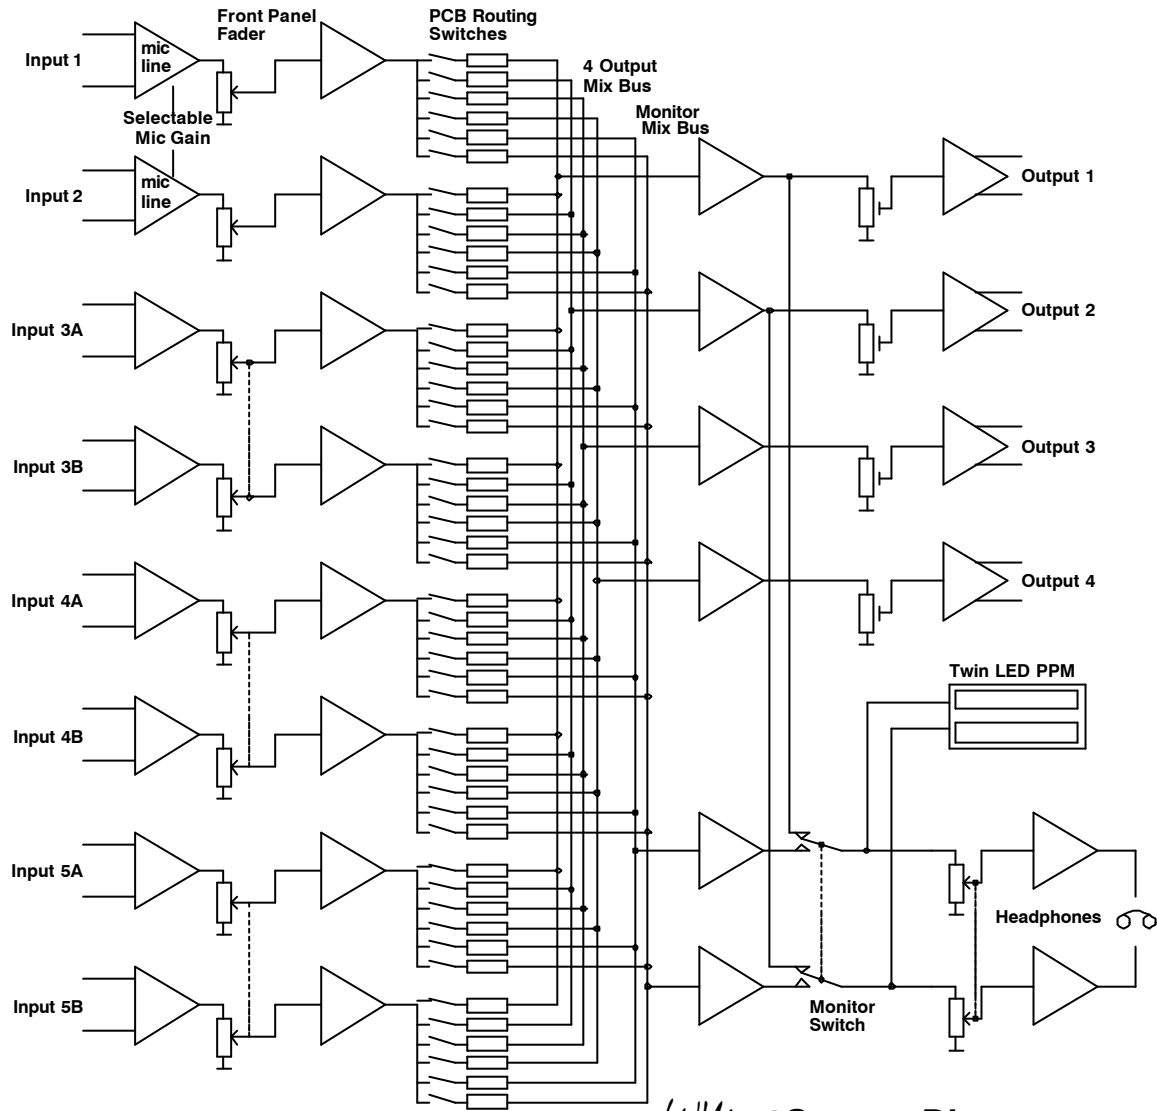 Front Panel
Fader
PCB Routing
Switches
Input 1
mic
line
4 Output
Mix Bus
Selectable
Mic Gain
Monitor
Mix Bus
Input 2
mic
line
Output 1
Input 3A
Output 2
Input 3B
Output 3
Input 4A
Output 4
Twin LED PPM
Input 4B
Input 5A
Headphones
Input 5B
Monitor
Switch